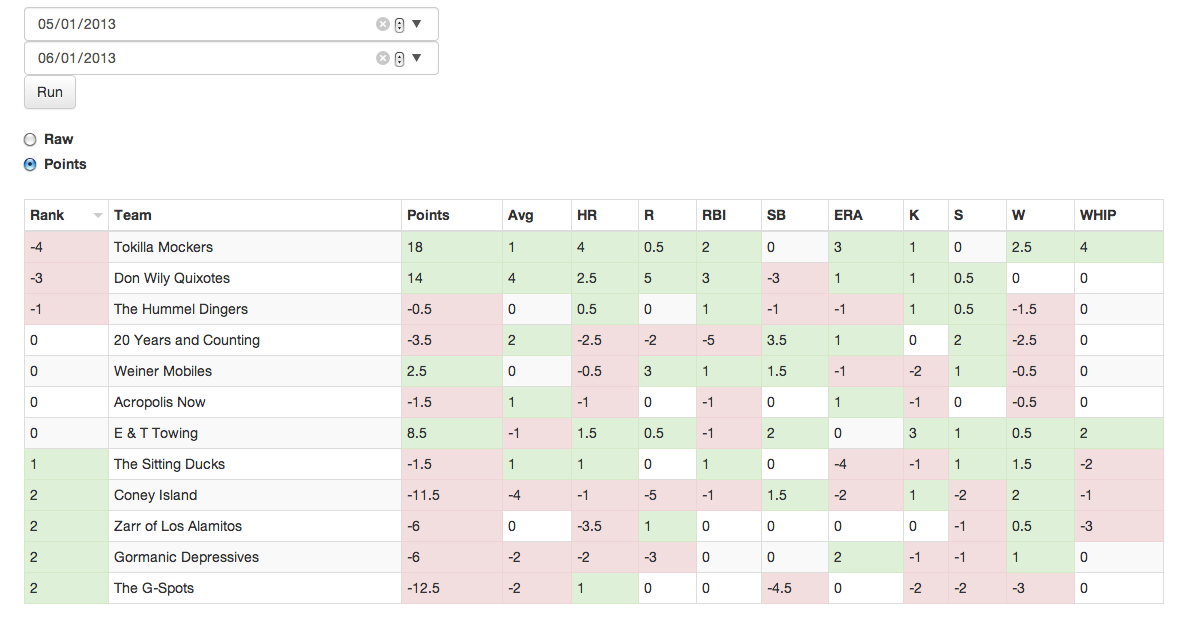 05/01/2013
06/01/2013
Run
Raw
Points
Rank Team Points Avg HR R RBI SB ERA K S W WHIP
-4 Tokilla Mockers 18 1 4 0.5 2 0 3 1 0 2.5 4
-3 Don Wily Quixotes 14 4 2.5 5 3 -3 1 1 0.5 0 0
-1 The Hummel Dingers -0.5 0 0.5 0 1 -1 -1 1 0.5 -1.5 0
0 20 Years and Counting -3.5 2 -2.5 -2 -5 3.5 1 0 2 -2.5 0
0 Weiner Mobiles 2.5 0 -0.5 3 1 1.5 -1 -2 1 -0.5 0
0 Acropolis Now -1.5 1 -1 0 -1 0 1 -1 0 -0.5 0
0 E & T Towing 8.5 -1 1.5 0.5 -1 2 0 3 1 0.5 2
1 The Sitting Ducks -1.5 1 1 0 1 0 -4 -1 1 1.5 -2
2 Coney Island -11.5 -4 -1 -5 -1 1.5 -2 1 -2 2 -1
2 Zarr of Los Alamitos -6 0 -3.5 1 0 0 0 0 -1 0.5 -3
2 Gormanic Depressives -6 -2 -2 -3 0 0 2 -1 -1 1 0
2 The G-Spots -12.5 -2 1 0 0 -4.5 0 -2 -2 -3 0